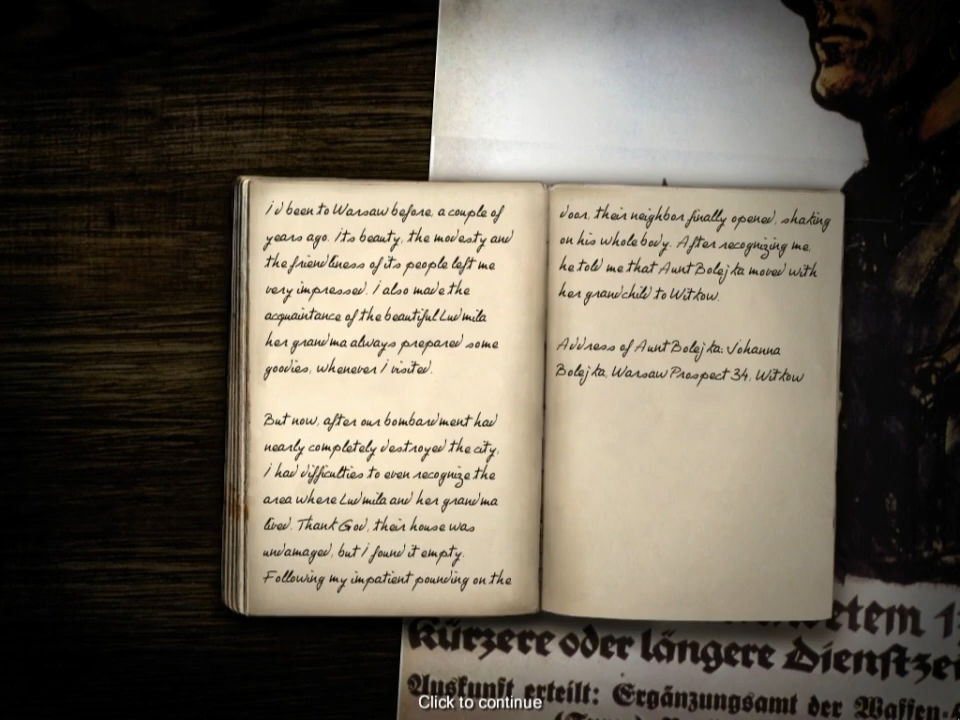 I'd been to Warsaw before, a couple of
years ago. Its beauty, the modesty and
the friendliness of its people left me
very impressed. I also made the
acquaintance of the beautiful Ludmila
her grandma always prepared some
goodies, whenever I visited.
But now, after our bombardment had
nearly completely destroyed the city,
I had difficulties to even recognize the
area where Ludmila and her grandma
lived. Thank God, their house was
undamaged, but I found it empty.
Following my impatient pounding on the
door, their neighbor finally opened, shaking
on his whole body. After recognizing me,
he told me that Aunt Bolejka moved with
her grandchild to Witkow.
Address of Aunt Bolejka: Johanna
Bolejka, Warsaw Prospect 34, Witkow
etem 1
Kürzere oder längere Dienstzei
Auskunft erteilt: Ergänzungsamt der Waffen-
Click to continue